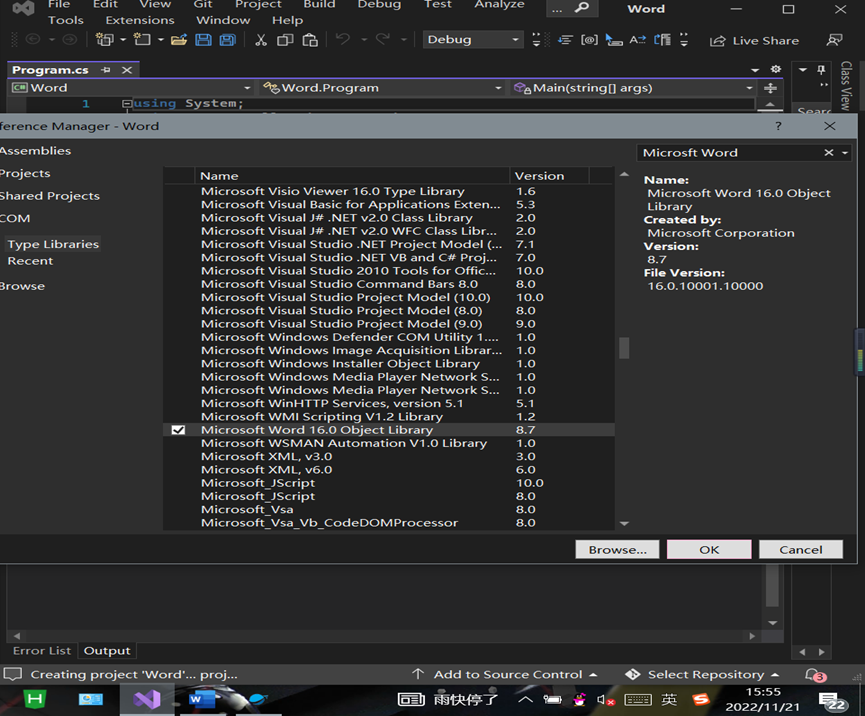 File Edit View Git Project Build Debug Test Analyze ... Word
Tools Extensions Window Help
Debug Live Share
Program.cs
C# Word Word.Program Main(string[] args)
Class View
1 using System;
Searc
ference Manager - Word ?
Assemblies
Projects
Shared Projects
COM
Type Libraries
Recent
Browse
Name Version
Microsoft Visio Viewer 16.0 Type Library 1.6
Microsoft Visual Basic for Applications Exten... 5.3
Microsoft Visual J# .NET v2.0 Class Library 2.0
Microsoft Visual J# .NET v2.0 WFC Class Libr... 2.0
Microsoft Visual Studio .NET Project Model (... 7.1
Microsoft Visual Studio .NET VB and C# Proj... 7.0
Microsoft Visual Studio 2010 Tools for Offic... 10.0
Microsoft Visual Studio Command Bars 8.0 8.0
Microsoft Visual Studio Project Model (10.0) 10.0
Microsoft Visual Studio Project Model (8.0) 8.0
Microsoft Visual Studio Project Model (9.0) 9.0
Microsoft Windows Defender COM Utility 1.... 1.0
Microsoft Windows Image Acquisition Librar... 1.0
Microsoft Windows Installer Object Library 1.0
Microsoft Windows Media Player Network S... 1.0
Microsoft Windows Media Player Network S... 1.0
Microsoft WinHTTP Services, version 5.1 5.1
Microsoft WMI Scripting V1.2 Library 1.2
Microsoft Word 16.0 Object Library 8.7
Microsoft WSMAN Automation V1.0 Library 1.0
Microsoft XML, v3.0 3.0
Microsoft XML, v6.0 6.0
Microsoft_JScript 10.0
Microsoft_JScript 8.0
Microsoft_Vsa 8.0
Microsoft_Vsa_Vb_CodeDOMProcessor 8.0
Microsft Word
Name:
Microsoft Word 16.0 Object
Library
Created by:
Microsoft Corporation
Version:
8.7
File Version:
16.0.10001.10000
Browse... OK Cancel
Error List Output
Creating project 'Word'... proj... Add to Source Control Select Repository 3
雨快停了 英 15:55
2022/11/21 22